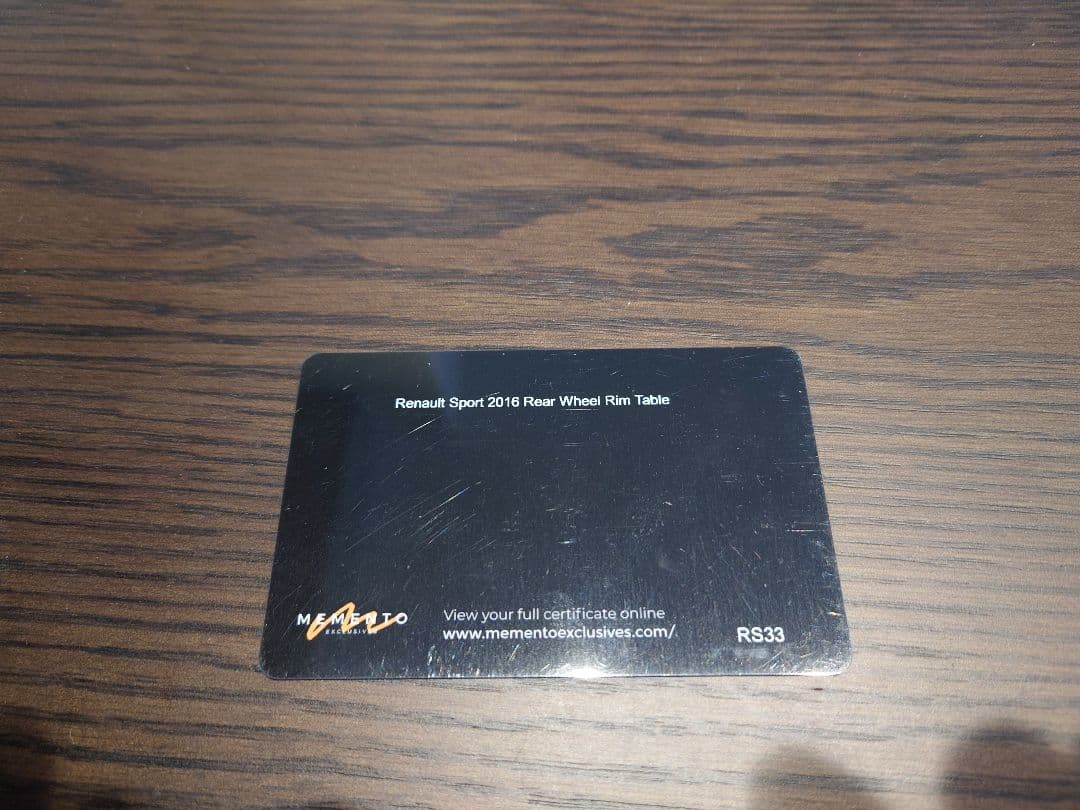 Renault Sport 2016 Rear Wheel Rim Table
MEMENTO
EXCLUSIVES
View your full certificate online
www.mementoexclusives.com/
RS33